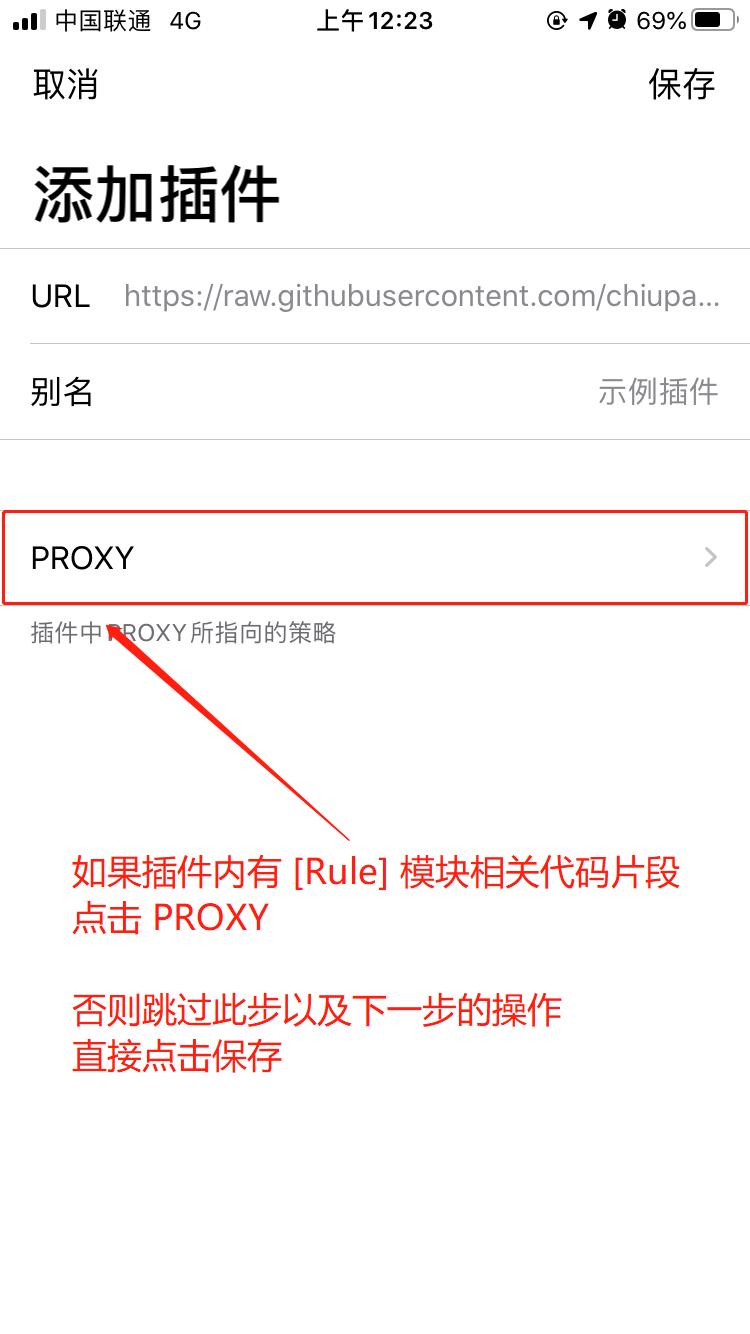 中国联通 4G 上午12:23 69%
取消 保存
添加插件
URL https://raw.githubusercontent.com/chiupa...
别名 示例插件
PROXY
插件中PROXY所指向的策略
如果插件内有 [Rule] 模块相关代码片段
点击 PROXY
否则跳过此步以及下一步的操作
直接点击保存